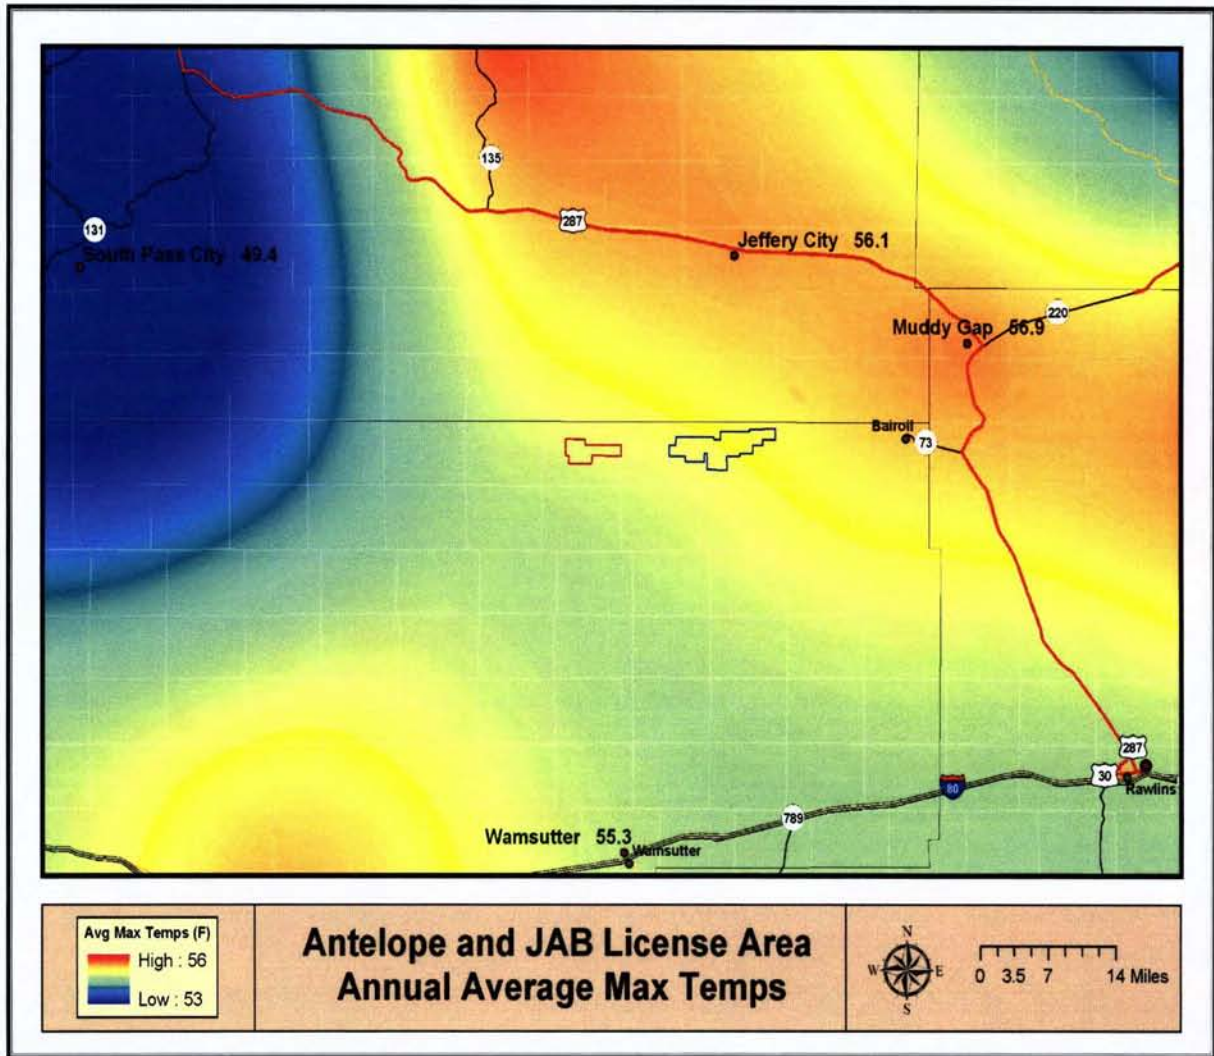 135
131
287
South Pass City 49.4
Jeffery City 56.1
220
Muddy Gap 56.9
Bairoil
73
287
30
Rawlins
80
789
Wamsutter 55.3
Wamsutter
Avg Max Temps (F)
High : 56
Low : 53
Antelope and JAB License Area
Annual Average Max Temps
N
W E
S
0 3.5 7 14 Miles